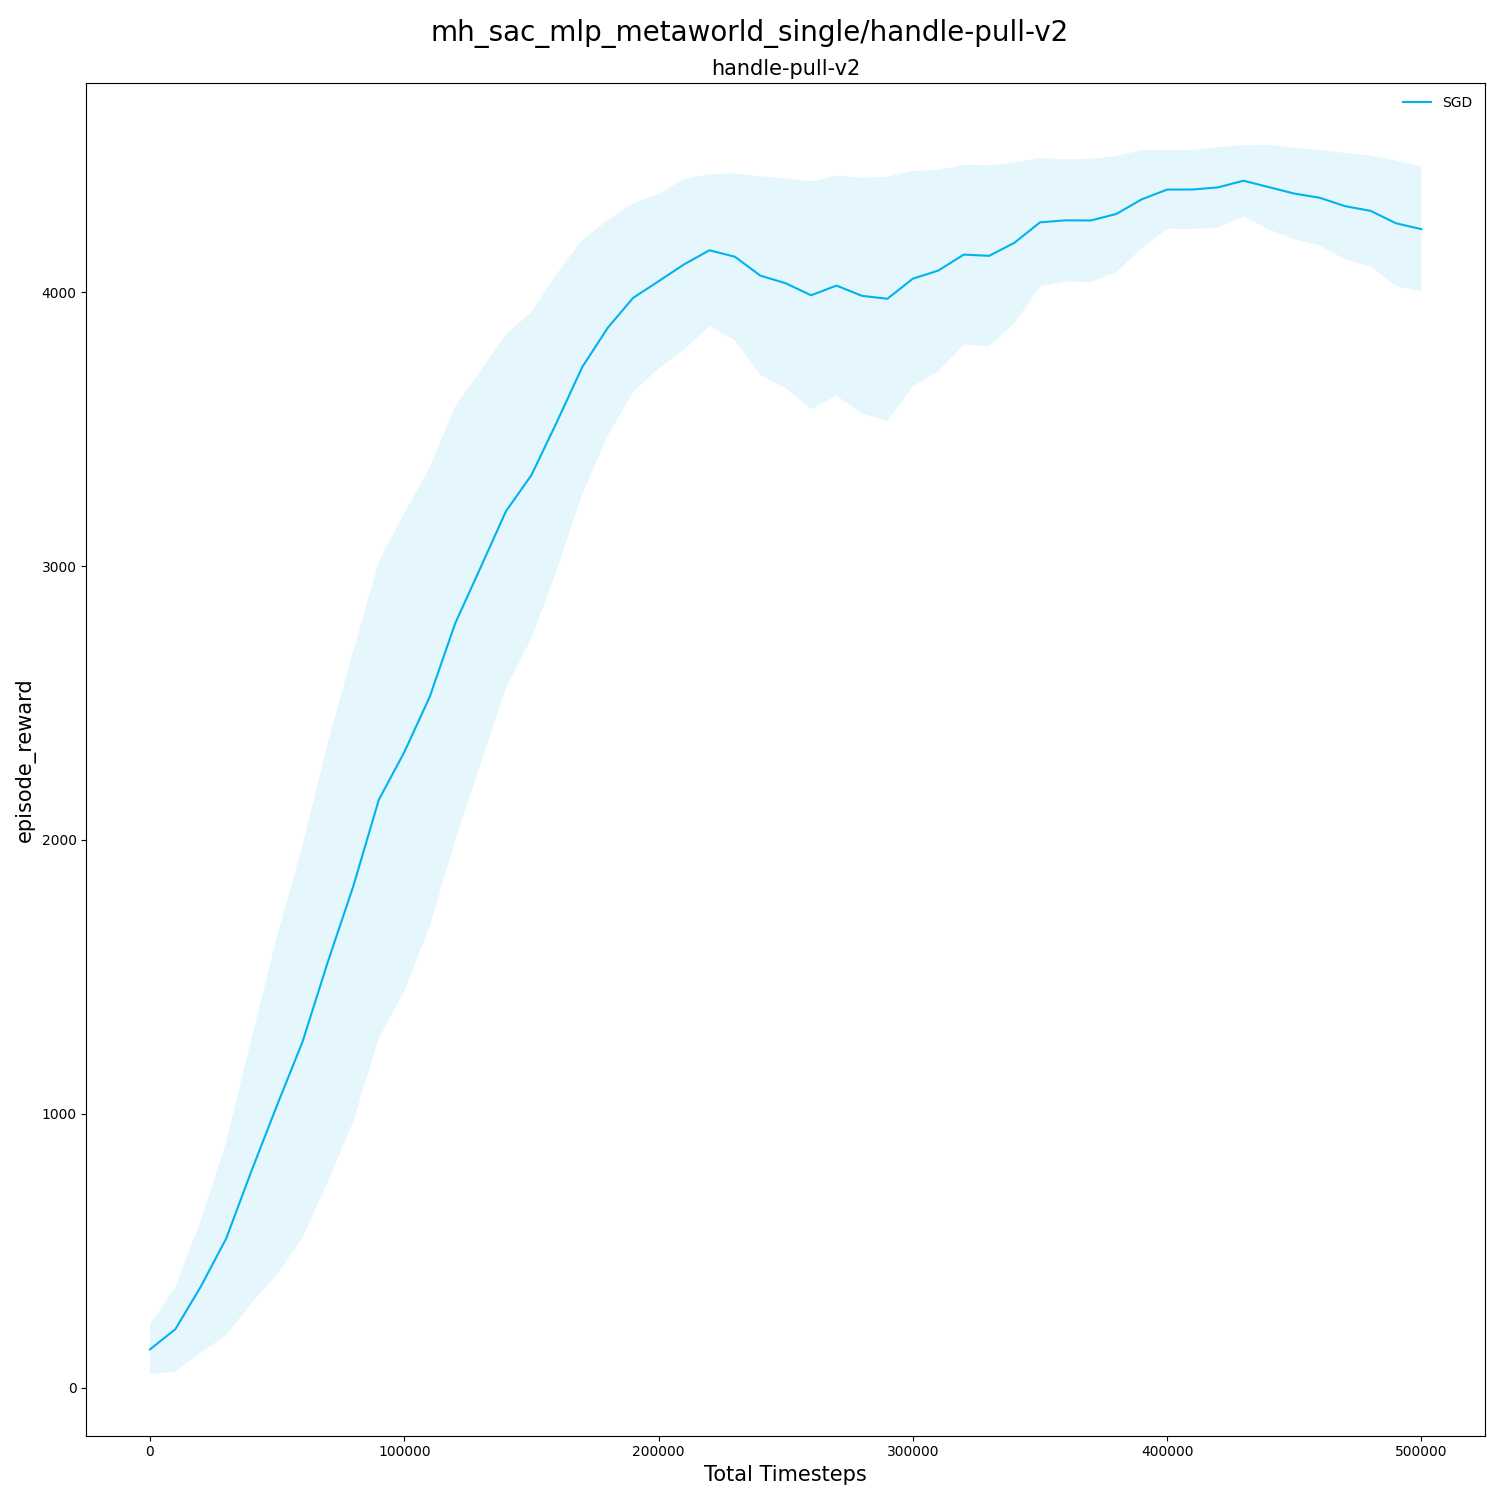 mh_sac_mlp_metaworld_single/handle-pull-v2
handle-pull-v2
SGD
episode_reward
4000
3000
2000
1000
0
0 100000 200000 300000 400000 500000
Total Timesteps